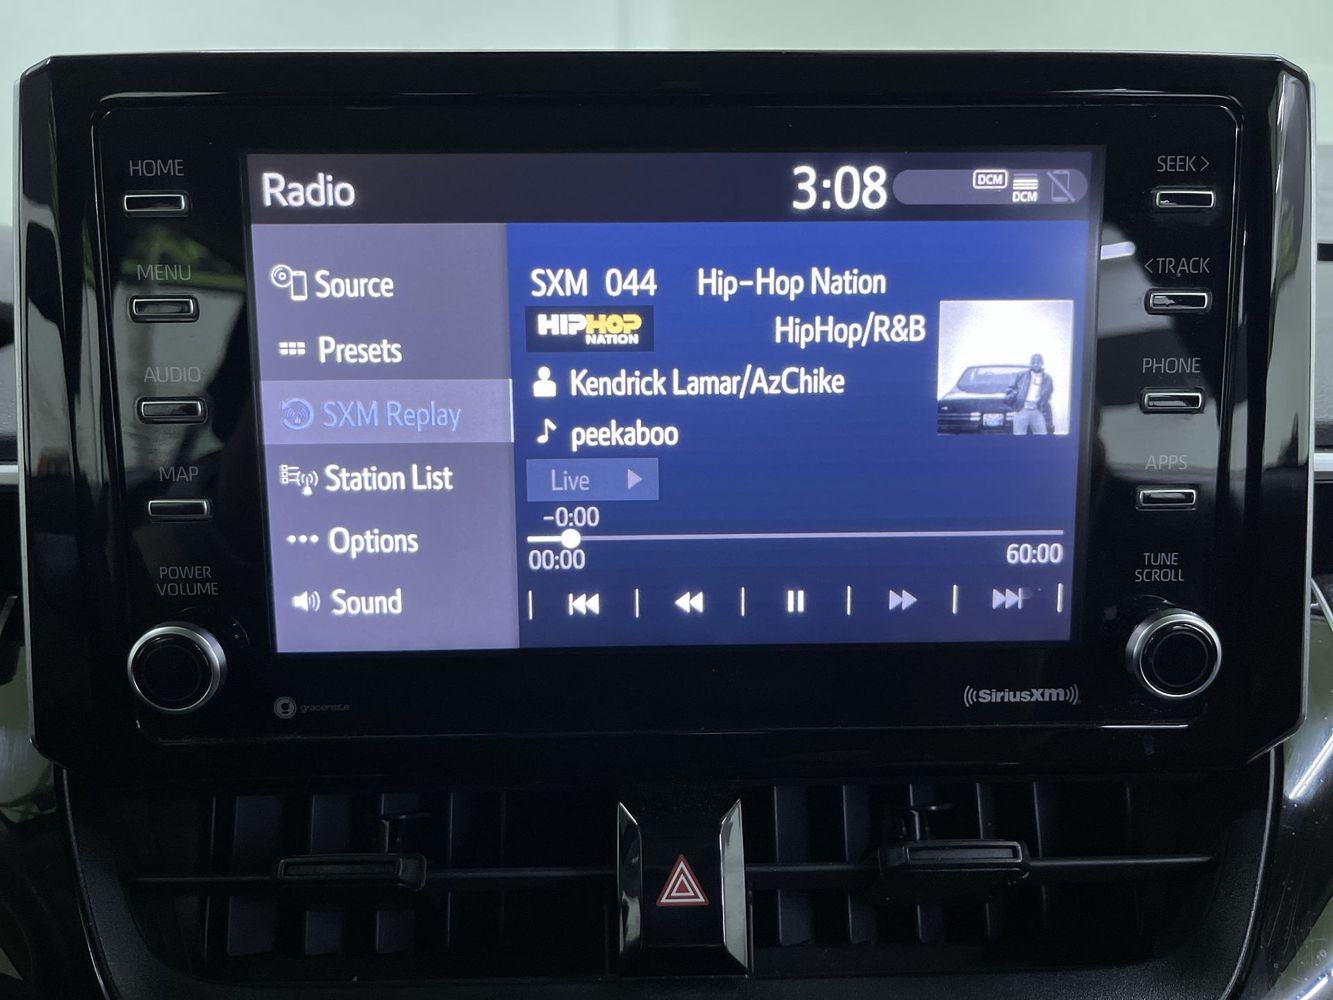 HOME
MENU
AUDIO
MAP
POWER
VOLUME
Radio
3:08
DCM
DCM
Source
Presets
SXM Replay
Station List
Options
Sound
SXM 044 Hip-Hop Nation
HIPHOP
NATION
HipHop/R&B
Kendrick Lamar/AzChike
peekaboo
Live
-0:00
00:00
60:00
gracenote
((SiriusXM))
SEEK >
< TRACK
PHONE
APPS
TUNE
SCROLL